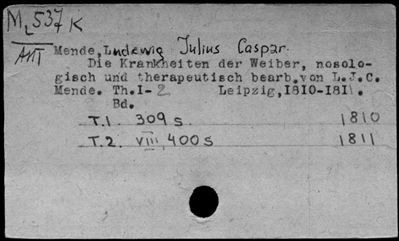 M, 537 K
Mende, Ludewig Julius Caspar.
Die Krankheiten der Weiber, nosolo-
gisch und therapeutisch bearb. von L.J.C.
Mende. Th.I-2 Leipzig, 1810-1811.
Bd.
T.1. 309 s. 1810
T.2. VIII, 400 s 1811